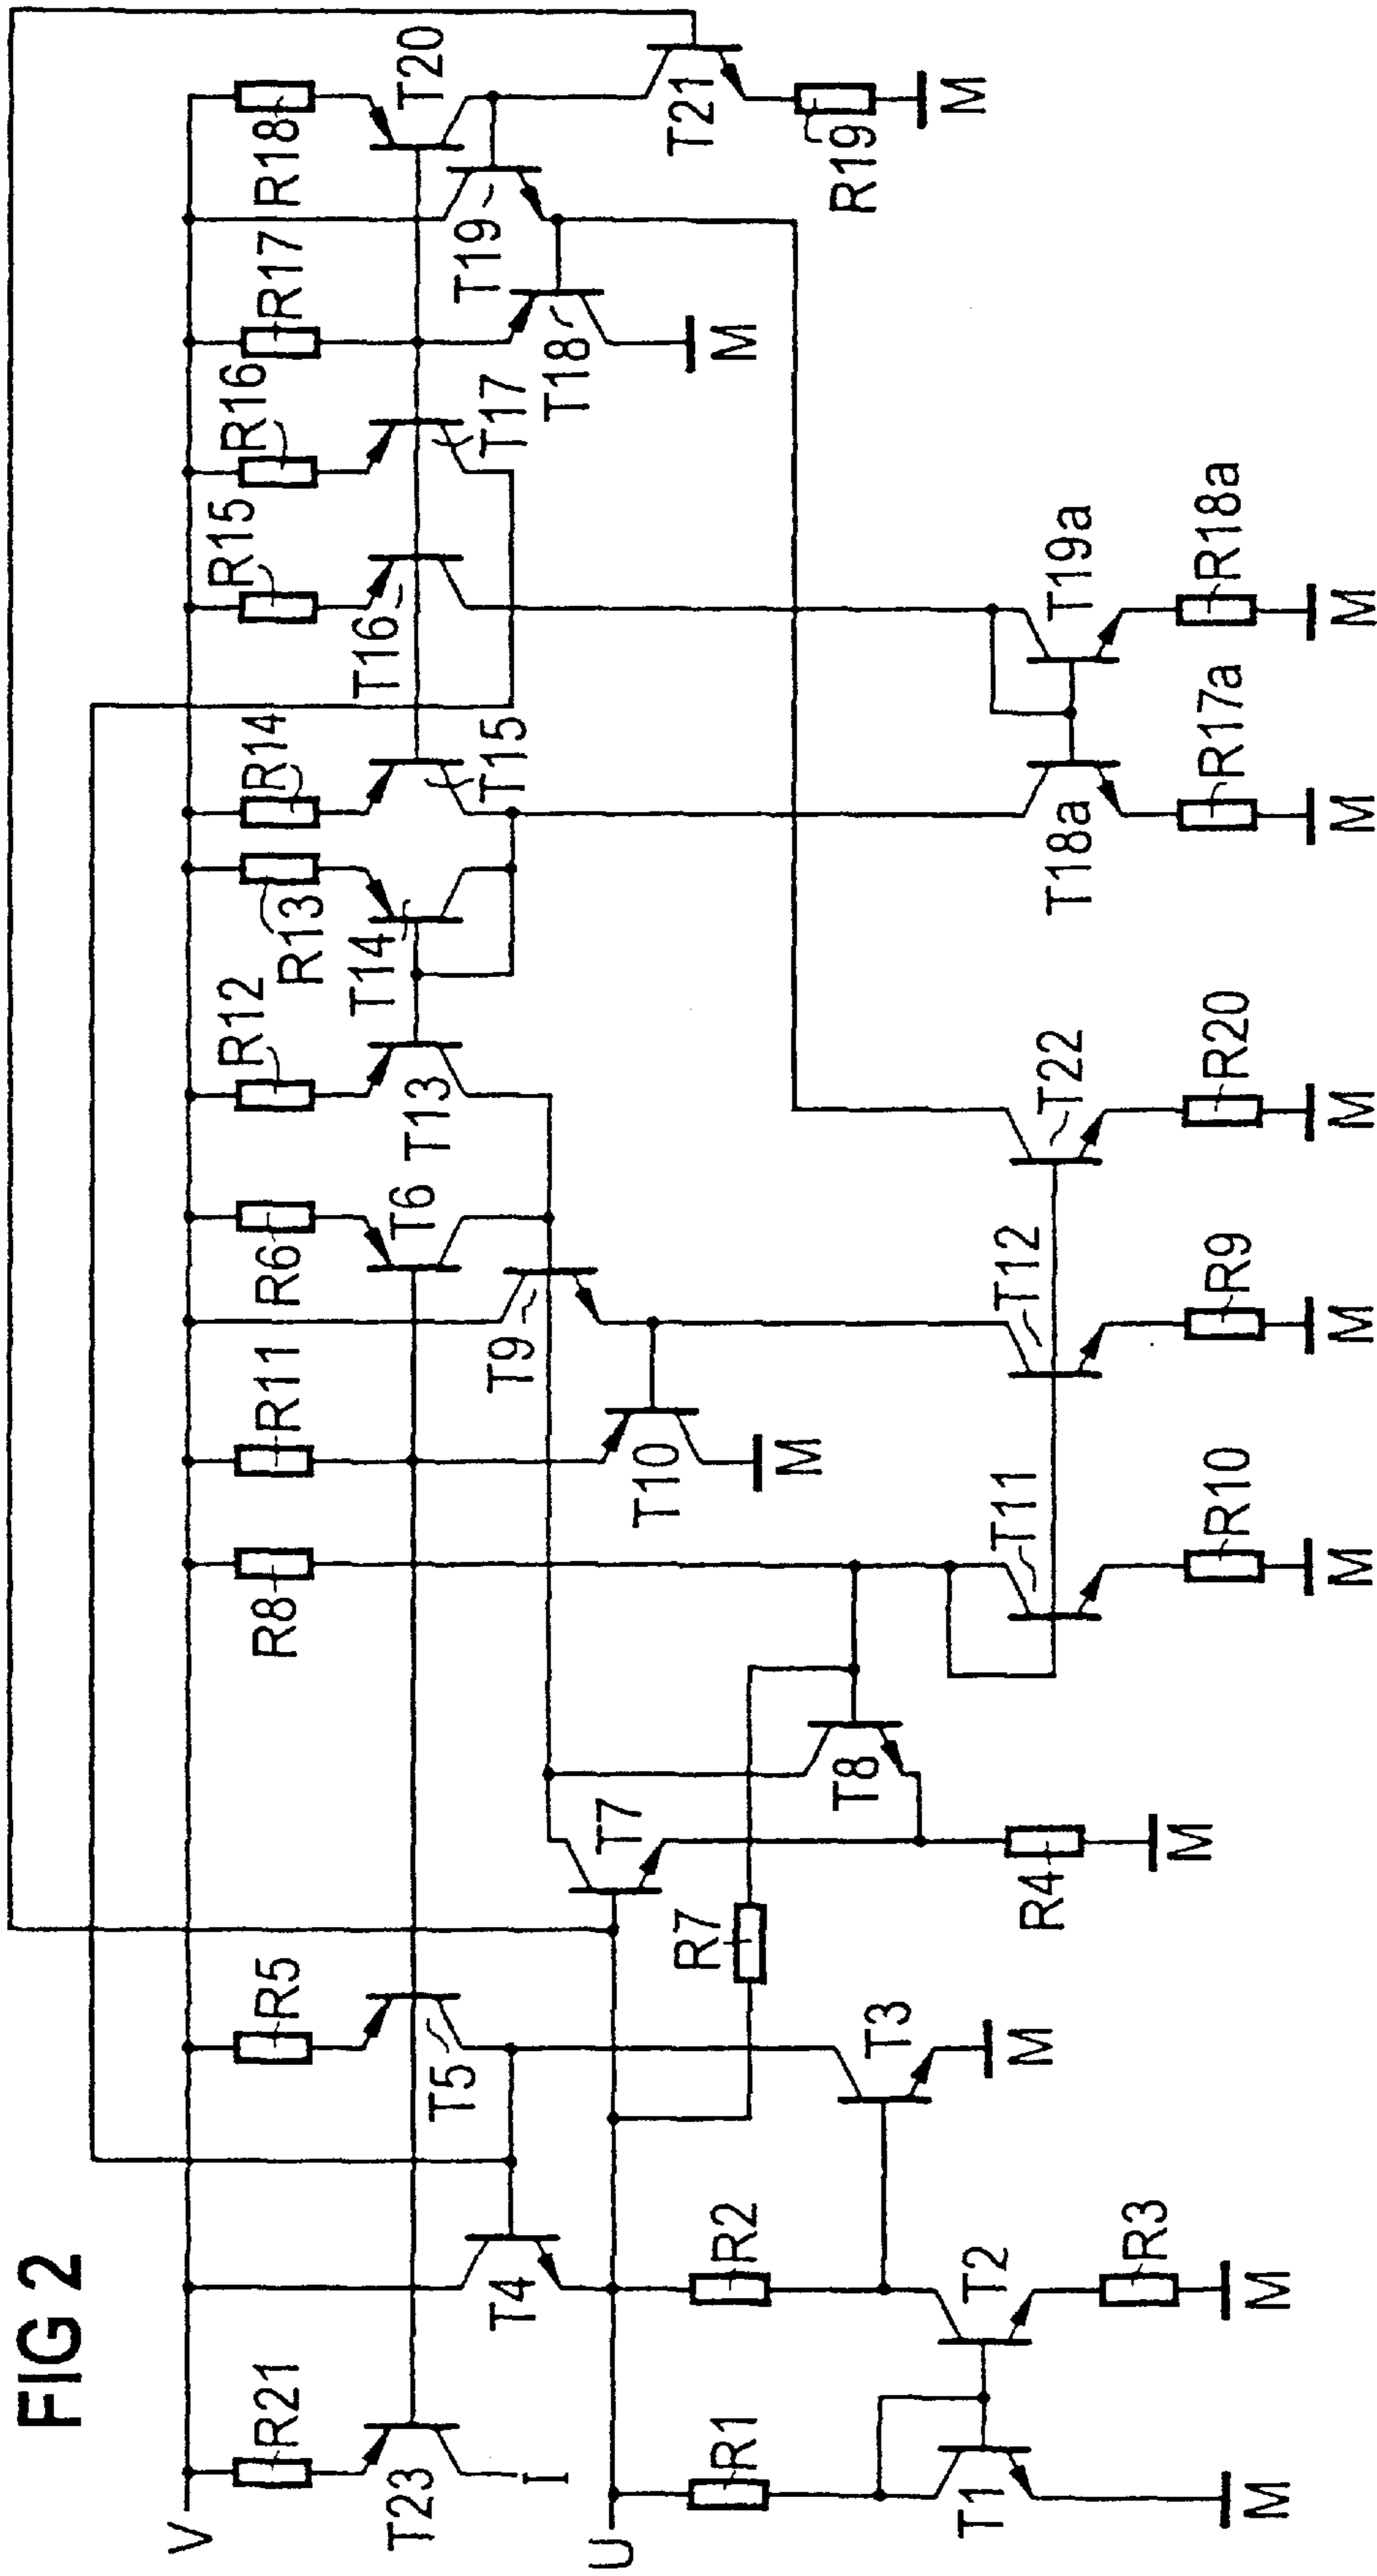 FIG 2
V
R21
T23
I
R5
T5
T4
U
R1
R2
T1
T2
R3
M
M
T3
M
R7
T7
T8
R4
M
R8
R11
R6
T6
T9
T10
M
T11
R10
M
T12
R9
M
T22
R20
M
R12
T13
R13
T14
R14
T15
R15
T16
R16
T17
R17
T18
M
T19
R18
T20
T21
R19
M
T18a
R17a
M
T19a
R18a
M